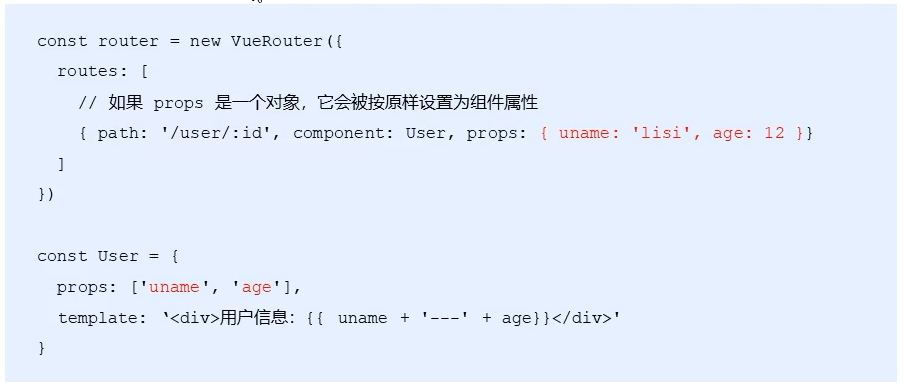 const router = new VueRouter({
  routes: [
    // 如果 props 是一个对象，它会被按原样设置为组件属性
    { path: '/user/:id', component: User, props: { uname: 'lisi', age: 12 }}
  ]
})

const User = {
  props: ['uname', 'age'],
  template: ‘<div>用户信息：{{ uname + '---' + age}}</div>'
}